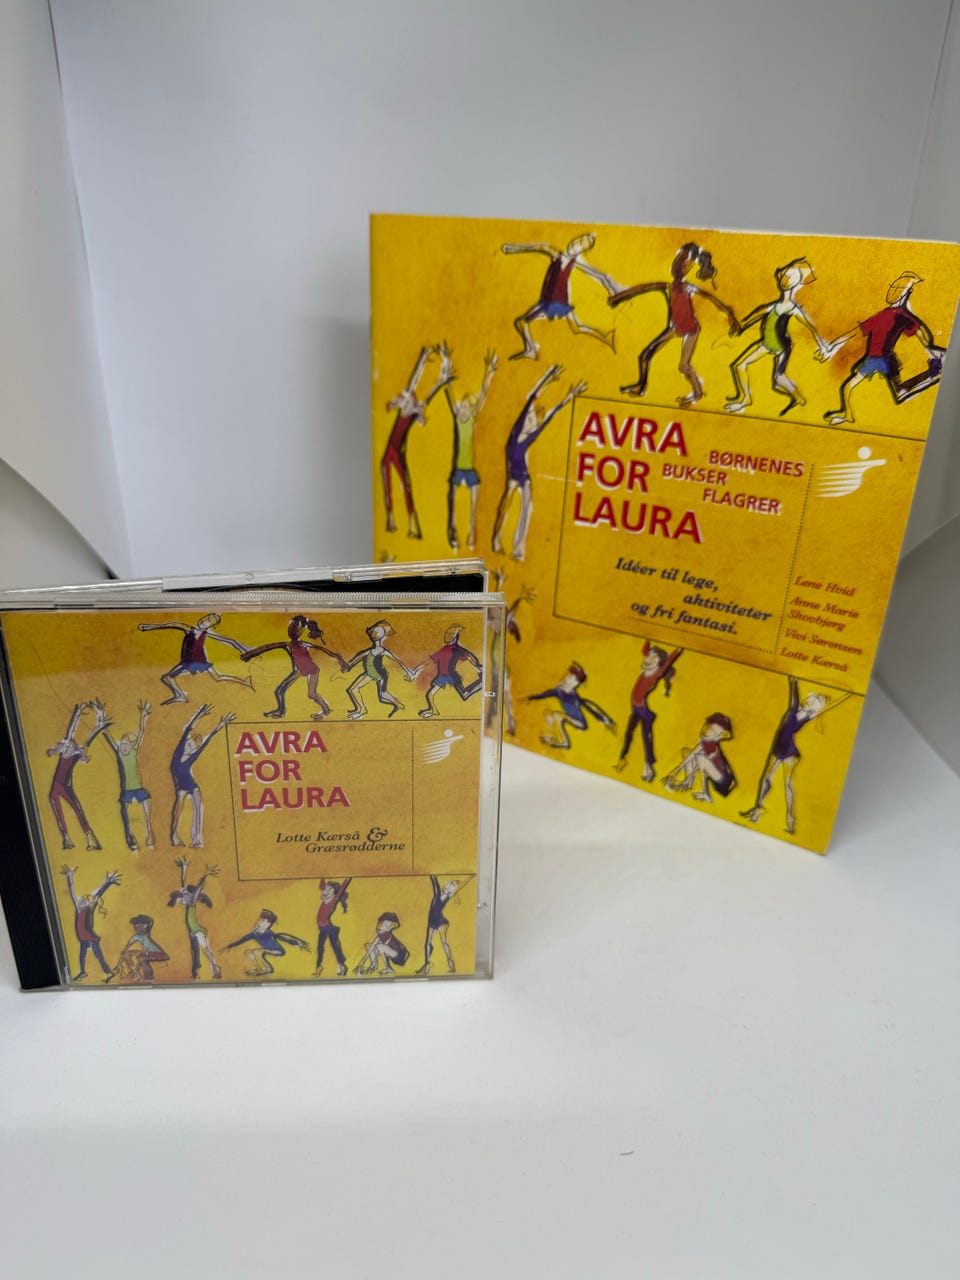 AVRA
FOR
LAURA
BØRNENES
BUKSER
FLAGRER
Idéer til lege,
aktiviteter
og fri fantasi.
Lene Hvid
Anne Marie
Skovbjerg
Vivi Sørensen
Lotte Kærså
AVRA
FOR
LAURA
Lotte Kærså &
Græsrødderne